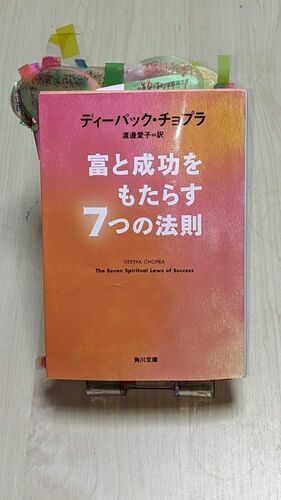 ディーパック・チョプラ
渡邊愛子=訳
富と成功を
もたらす
7つの法則
DEEPAK CHOPRA
The Seven Spiritual Laws of Success
角川文庫